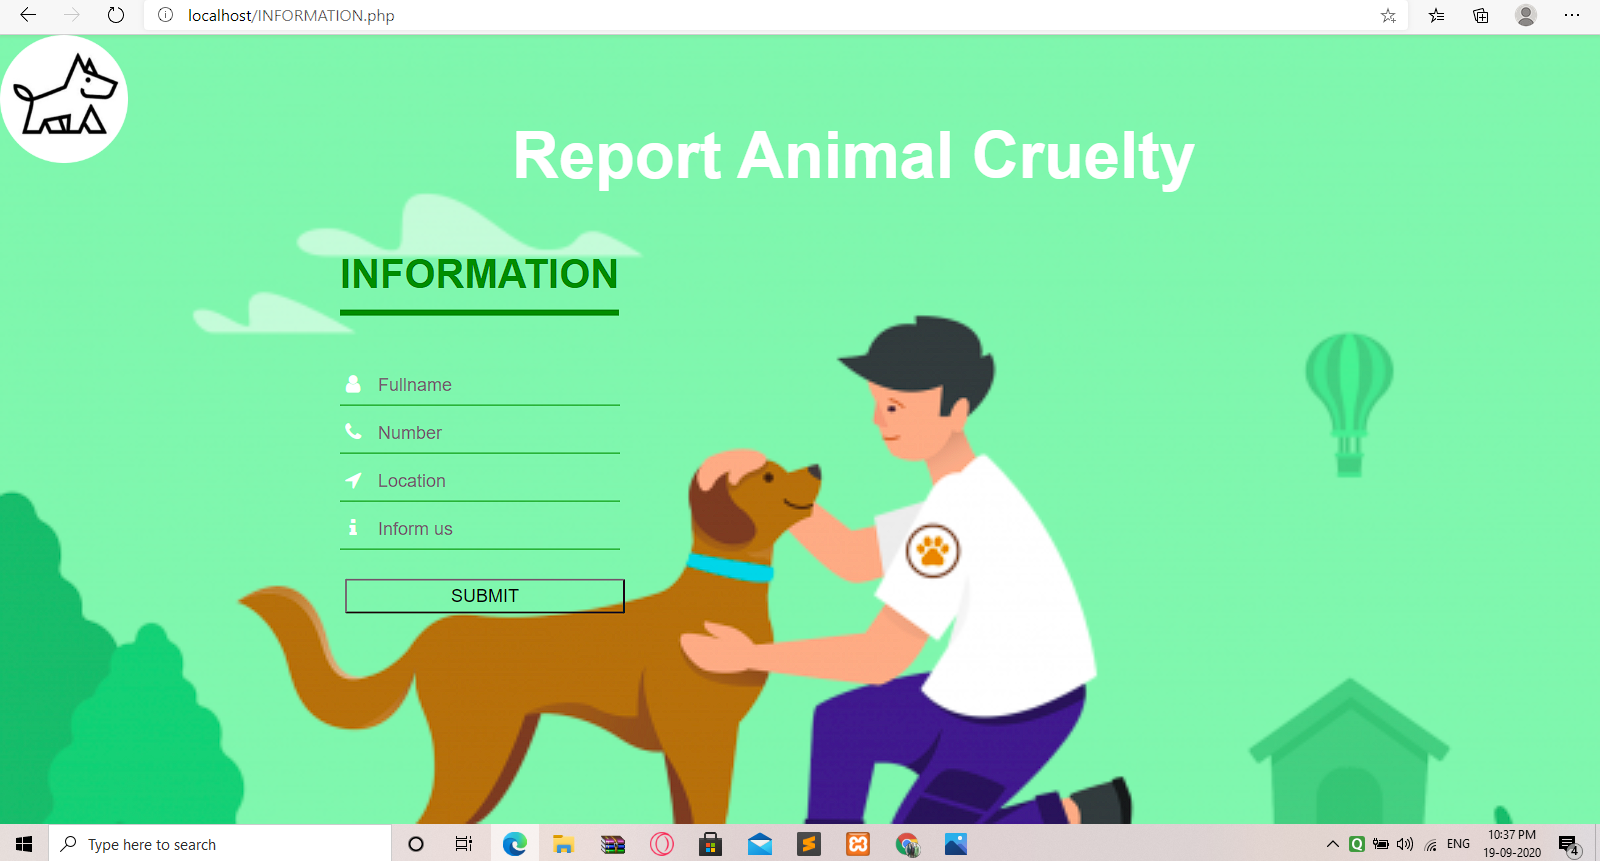 localhost/INFORMATION.php
Report Animal Cruelty
INFORMATION
Fullname
Number
Location
Inform us
SUBMIT
Type here to search
ENG
10:37 PM
19-09-2020
4